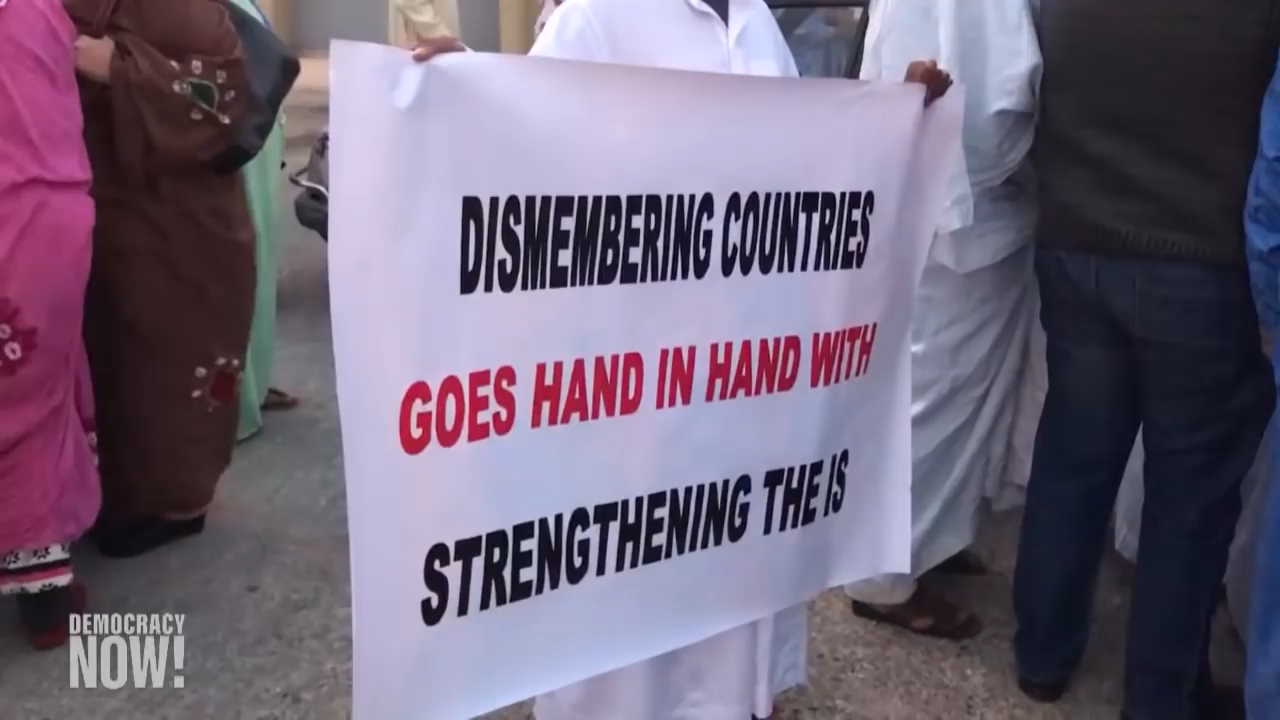 DISMEMBERING COUNTRIES
GOES HAND IN HAND WITH
STRENGTHENING THE IS
DEMOCRACY
NOW!